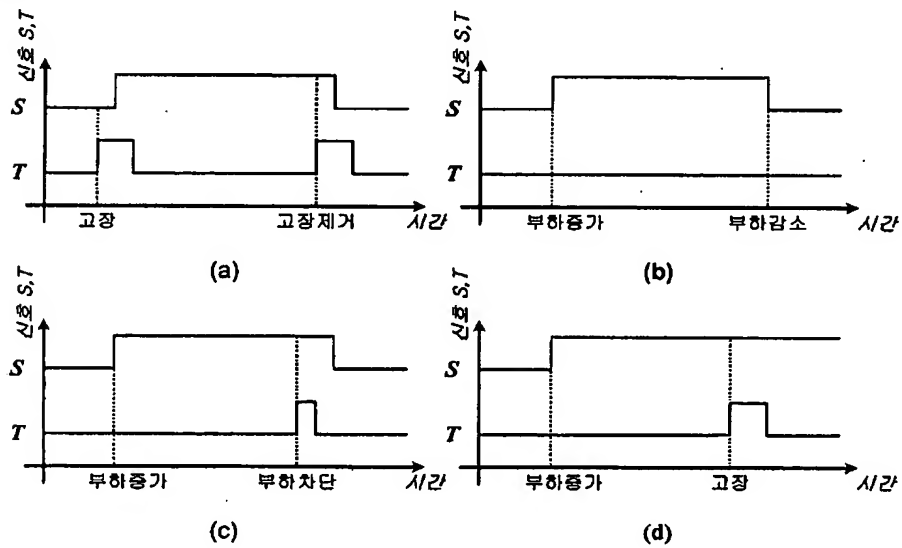 신호 S,T
S
T
고장
고장제거
시간
(a)
신호 S,T
S
T
부하증가
부하감소
시간
(b)
신호 S,T
S
T
부하증가
부하차단
시간
(c)
신호 S,T
S
T
부하증가
고장
시간
(d)